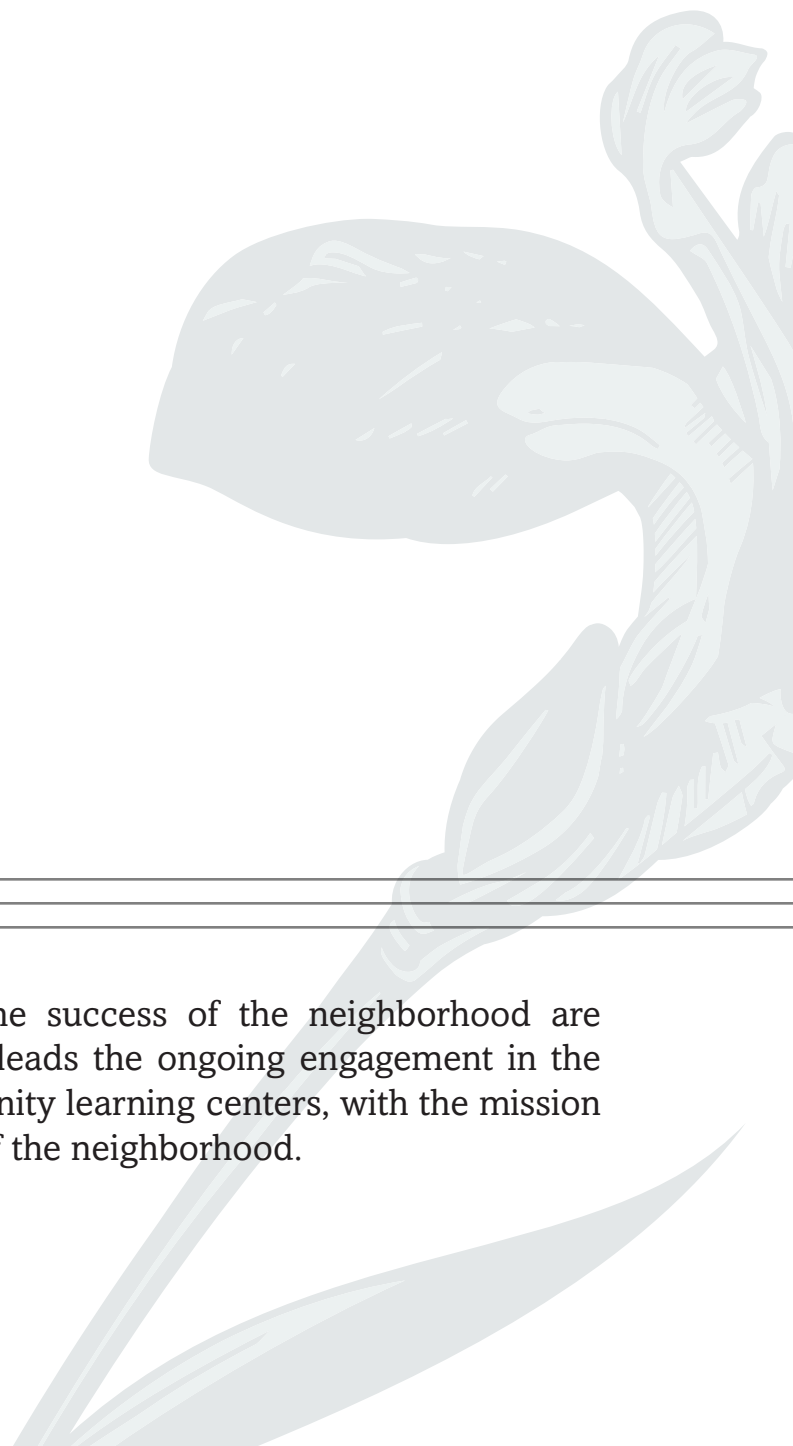 he success of the neighborhood are
leads the ongoing engagement in the
nity learning centers, with the mission
f the neighborhood.